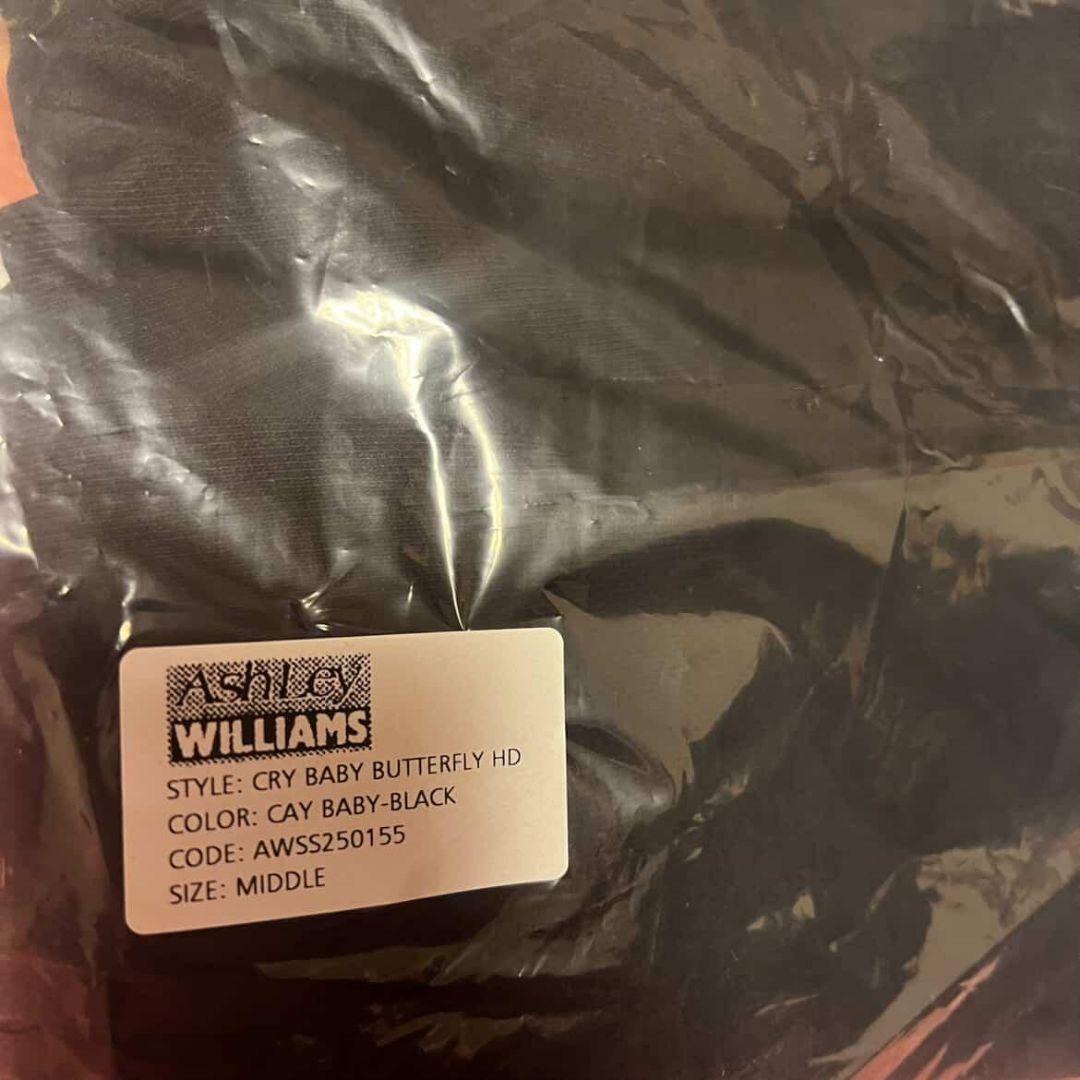 Ashley
WILLIAMS
STYLE: CRY BABY BUTTERFLY HD
COLOR: CAY BABY-BLACK
CODE: AWSS250155
SIZE: MIDDLE